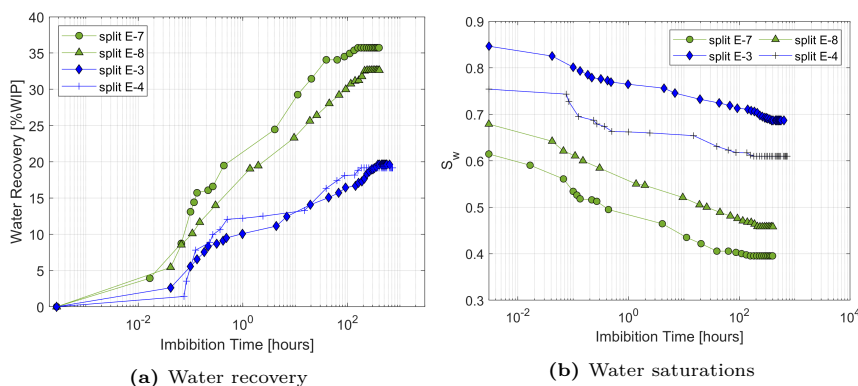 40
35
30
25
20
15
10
5
0
Water Recovery [%WIP]
split E-7
split E-8
split E-3
split E-4
10-2
100
102
Imbibition Time [hours]
(a) Water recovery
0.9
0.8
0.7
0.6
0.5
0.4
0.3
Sw
split E-7 split E-8
split E-3 split E-4
10-2
100
102
104
Imbibition Time [hours]
(b) Water saturations